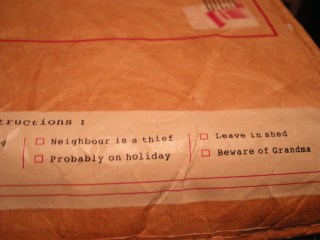 tructions :
Neighbour is a thief
Leave in shed
Probably on holiday
Beware of Grandma